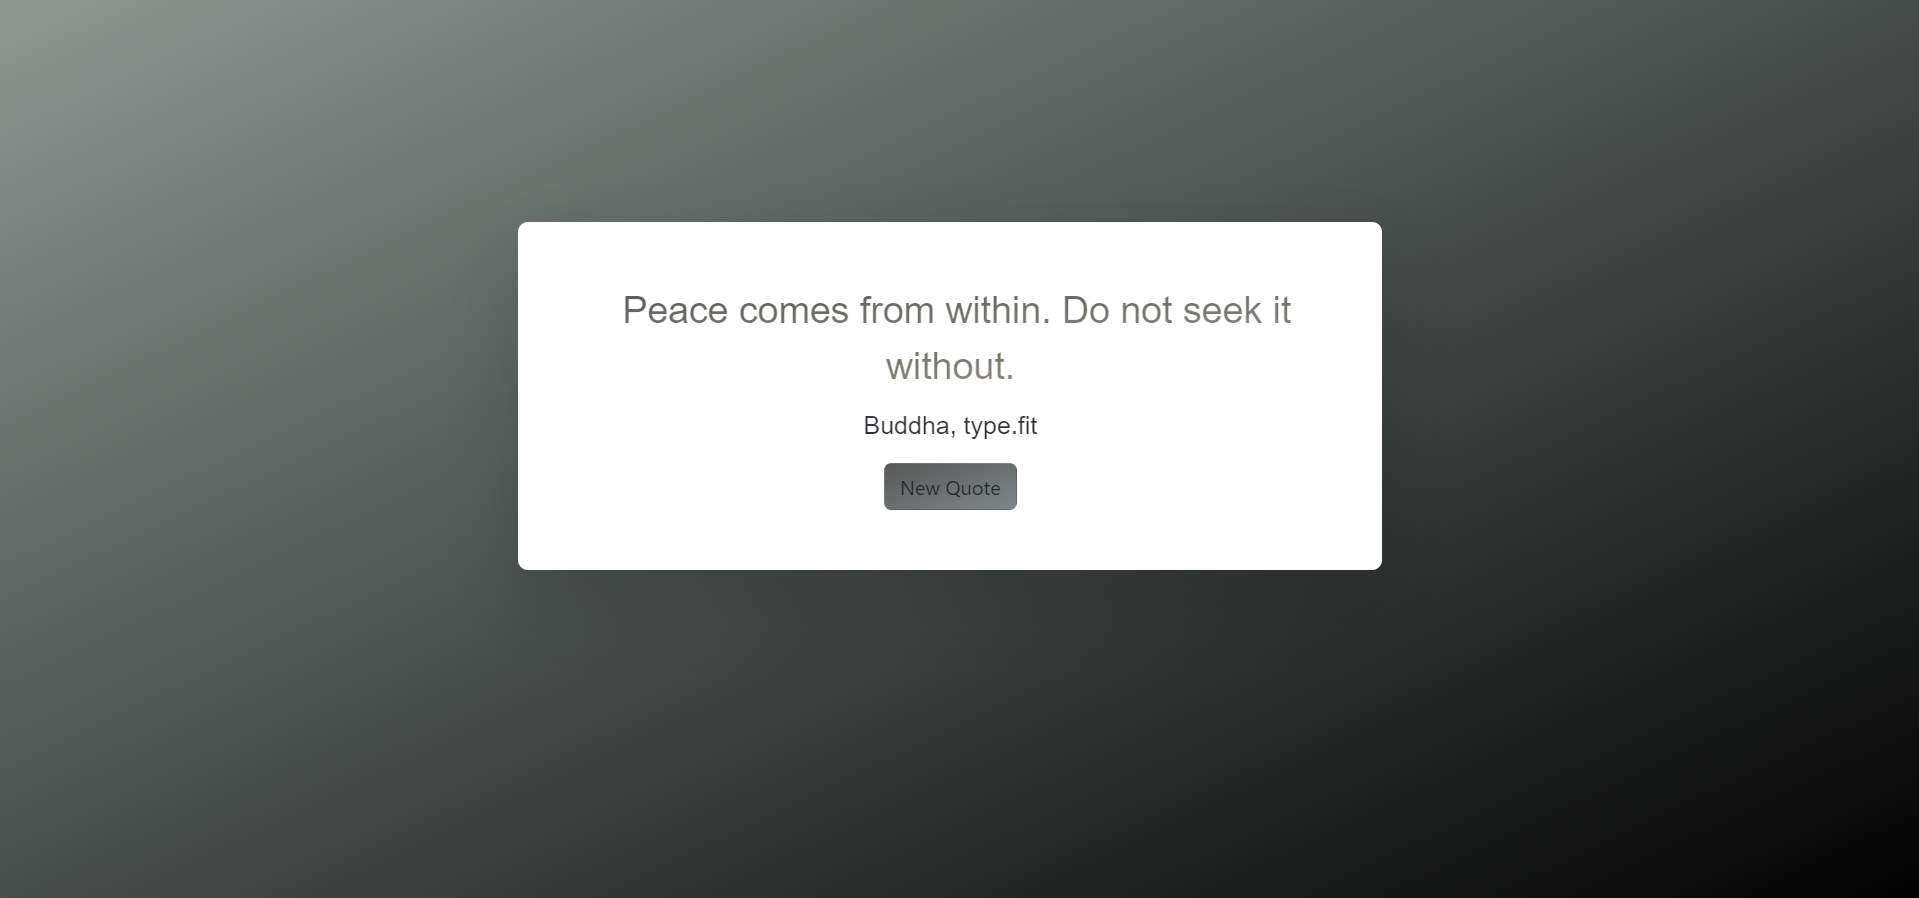 Peace comes from within. Do not seek it
without.
Buddha, type.fit
New Quote